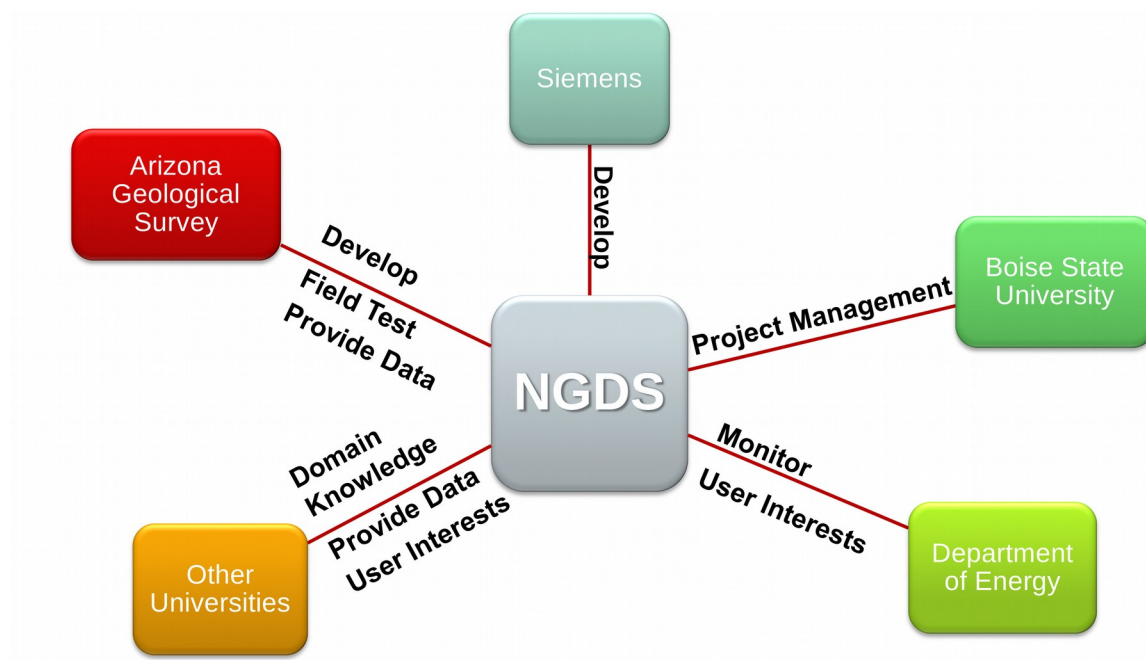 Siemens
Arizona
Geological
Survey
Develop
Develop
Field Test
Provide Data
Boise State
University
Project Management
NGDS
Domain
Knowledge
Provide Data
User Interests
Monitor
User Interests
Other
Universities
Department
of Energy